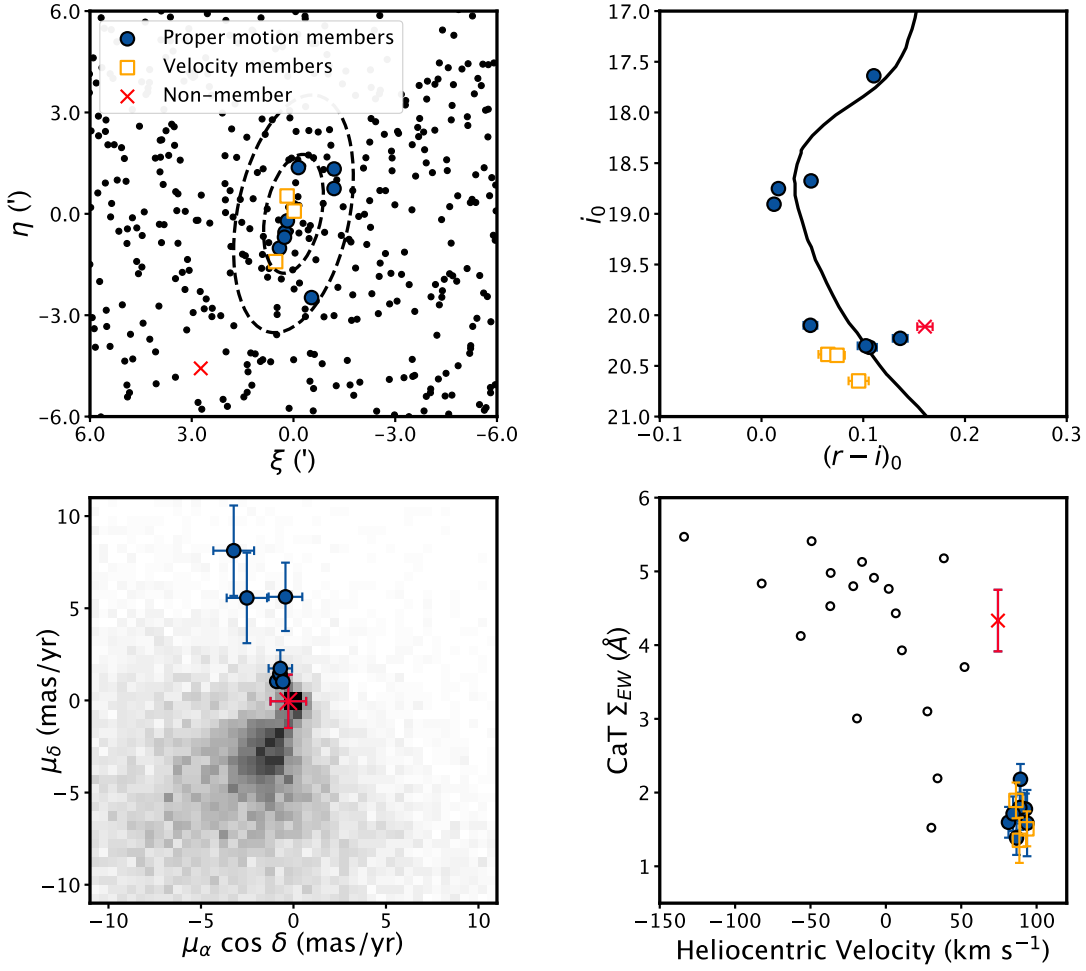 6.0
3.0
0.0
−3.0
−6.0
η (')
Proper motion members
Velocity members
Non−member
6.0 3.0 0.0 −3.0 −6.0
ξ (')
17.0
17.5
18.0
18.5
19.0
19.5
20.0
20.5
21.0
i₀
−0.1 0.0 0.1 0.2 0.3
(r − i)₀
10
5
0
−5
−10
μ_δ (mas/yr)
−10 −5 0 5 10
μ_α cos δ (mas/yr)
6
5
4
3
2
1
CaT Σ_EW (Å)
−150 −100 −50 0 50 100
Heliocentric Velocity (km s⁻¹)